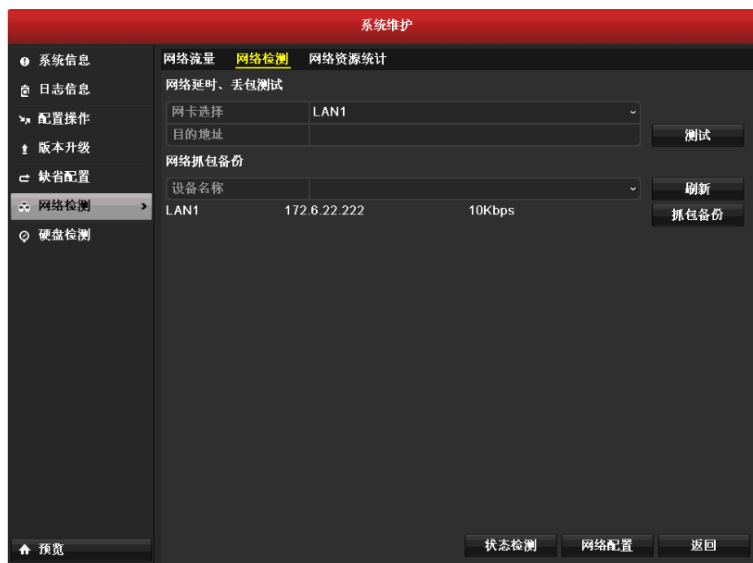 系统维护
系统信息
日志信息
配置操作
版本升级
缺省配置
网络检测
硬盘检测
预览
网络流量 网络检测 网络资源统计
网络延时、丢包测试
网卡选择 LAN1
目的地址 测试
网络抓包备份
设备名称 刷新
LAN1 172.6.22.222 10Kbps 抓包备份
状态检测 网络配置 返回